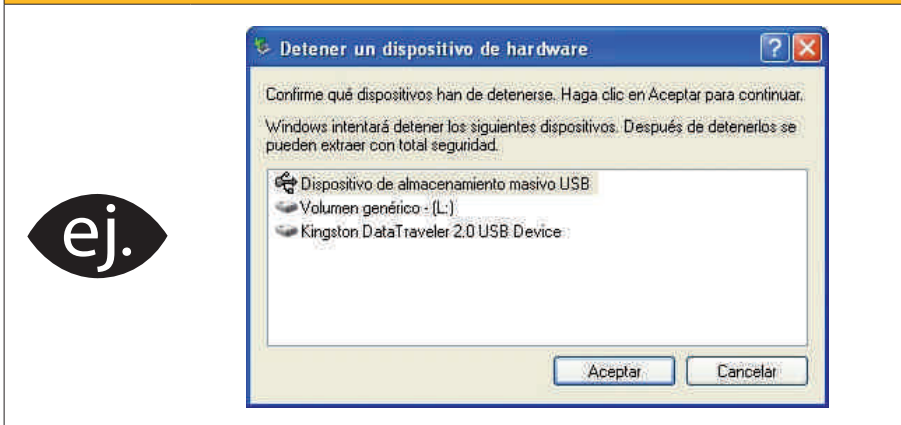 Detener un dispositivo de hardware
Confirme qué dispositivos han de detenerse. Haga clic en Aceptar para continuar.
Windows intentará detener los siguientes dispositivos. Después de detenerlos se
pueden extraer con total seguridad.
Dispositivo de almacenamiento masivo USB
Volumen genérico - (L:)
Kingston DataTraveler 2.0 USB Device
ej.
Aceptar
Cancelar